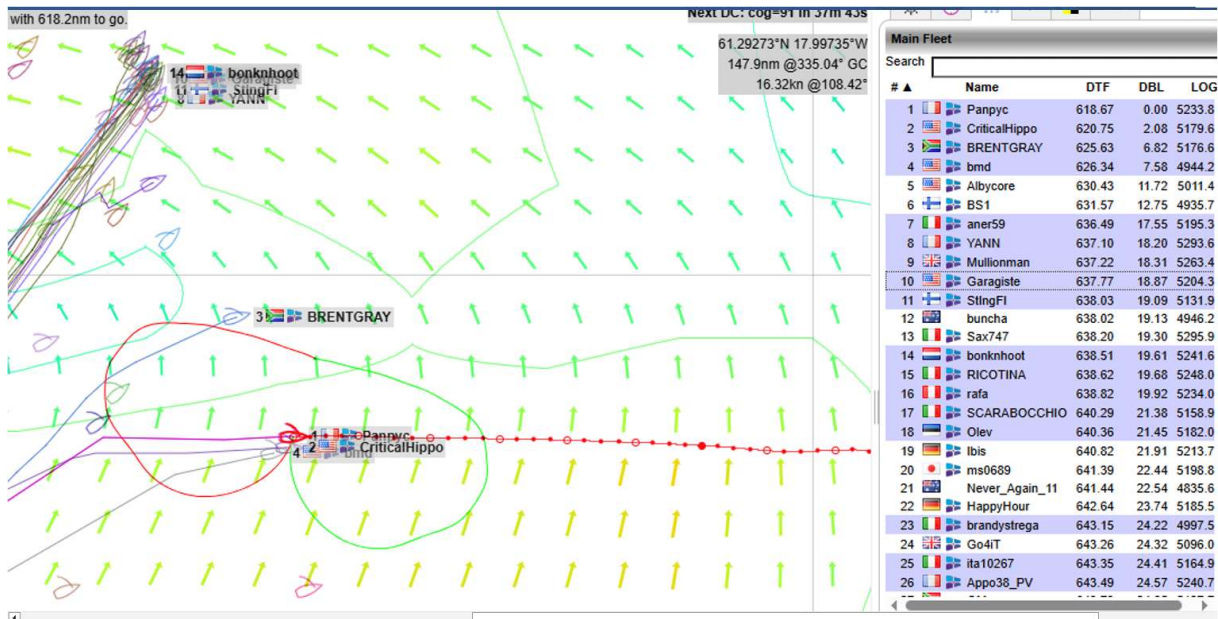 with 618.2nm to go.
Next DC: cog=91 in 37m 43s
61.29273°N 17.99735°W
147.9nm @335.04° GC
16.32kn @108.42°
14 bonknhoot
10 Garagiste
11 StIngFI
8 YANN
3 BRENTGRAY
1 Panpyc
2 CriticalHippo
4 bmd
Main Fleet
Search
# ▲ Name DTF DBL LOG
1 Panpyc 618.67 0.00 5233.8
2 CriticalHippo 620.75 2.08 5179.6
3 BRENTGRAY 625.63 6.82 5176.6
4 bmd 626.34 7.58 4944.2
5 Albycore 630.43 11.72 5011.4
6 BS1 631.57 12.75 4935.7
7 aner59 636.49 17.55 5195.3
8 YANN 637.10 18.20 5293.6
9 Mullionman 637.22 18.31 5263.4
10 Garagiste 637.77 18.87 5204.3
11 StIngFI 638.03 19.09 5131.9
12 buncha 638.02 19.13 4946.2
13 Sax747 638.20 19.30 5295.9
14 bonknhoot 638.51 19.61 5241.6
15 RICOTINA 638.62 19.68 5248.0
16 rafa 638.82 19.92 5234.0
17 SCARABOCCHIO 640.29 21.38 5158.9
18 Olev 640.36 21.45 5182.0
19 Ibis 640.82 21.91 5213.7
20 ms0689 641.39 22.44 5198.8
21 Never_Again_11 641.44 22.54 4835.6
22 HappyHour 642.64 23.74 5185.5
23 brandystrega 643.15 24.22 4997.5
24 Go4iT 643.26 24.32 5096.0
25 ita10267 643.35 24.41 5164.9
26 Appo38_PV 643.49 24.57 5240.7